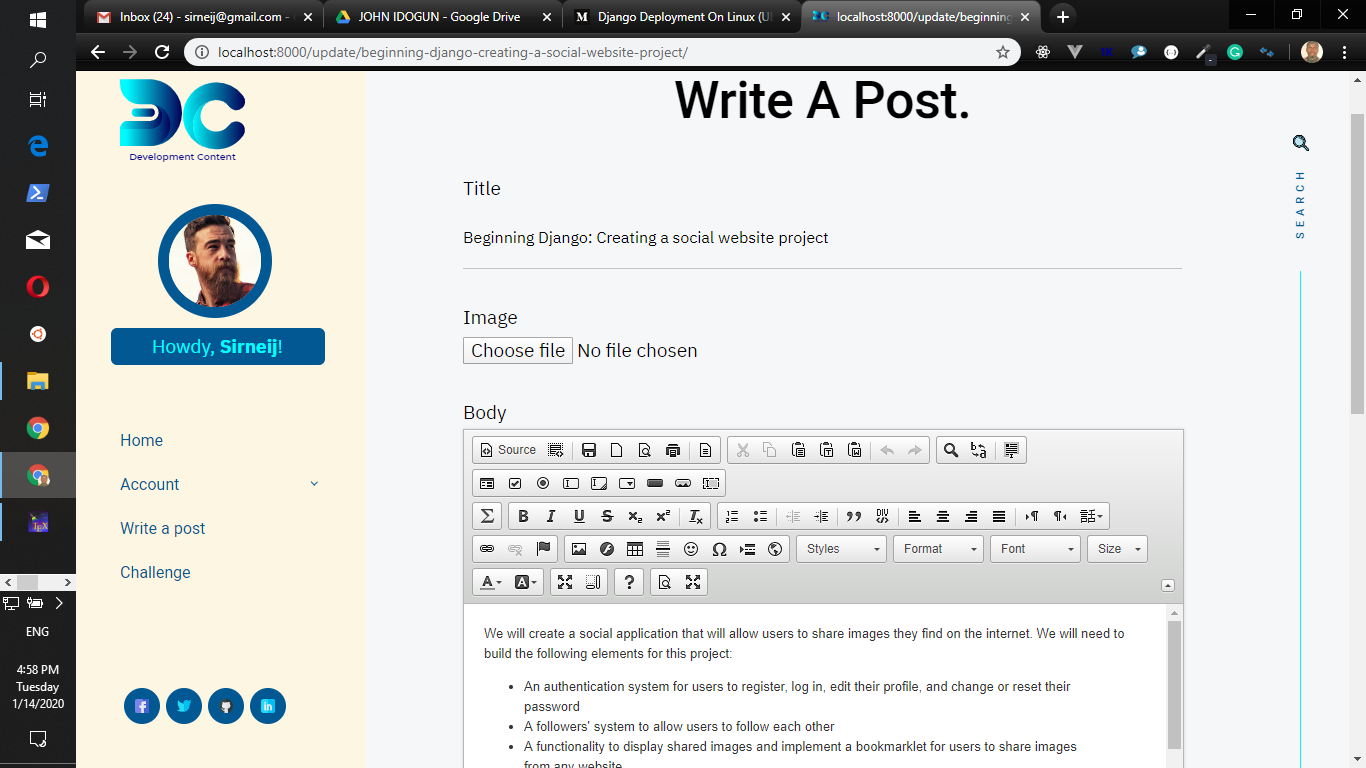 Inbox (24) - sirneij@gmail.com -
JOHN IDOGUN - Google Drive
Django Deployment On Linux (U
localhost:8000/update/beginning
localhost:8000/update/beginning-django-creating-a-social-website-project/
DC
Development Content
Howdy, Sirneij!
Home
Account
Write a post
Challenge
Write A Post.
SEARCH
Title
Beginning Django: Creating a social website project
Image
Choose file No file chosen
Body
Source
Styles
Format
Font
Size
We will create a social application that will allow users to share images they find on the internet. We will need to
build the following elements for this project:
• An authentication system for users to register, log in, edit their profile, and change or reset their
password
• A followers' system to allow users to follow each other
• A functionality to display shared images and implement a bookmarklet for users to share images
from any website
ENG
4:58 PM
Tuesday
1/14/2020